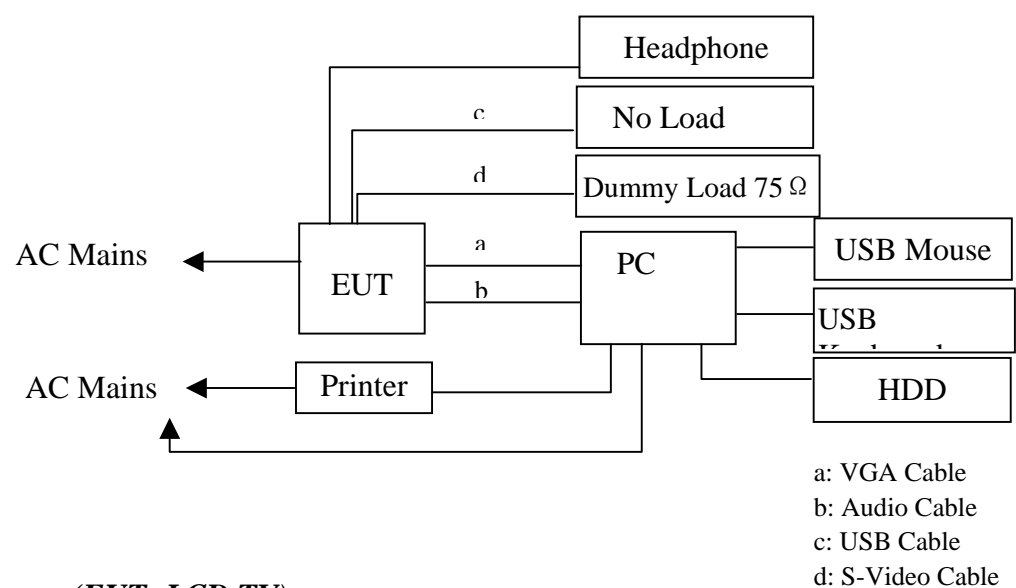 Headphone
c
No Load
d
Dummy Load 75 Ω
AC Mains
EUT
a
b
PC
USB Mouse
USB
AC Mains
Printer
HDD
a: VGA Cable
b: Audio Cable
c: USB Cable
d: S-Video Cable